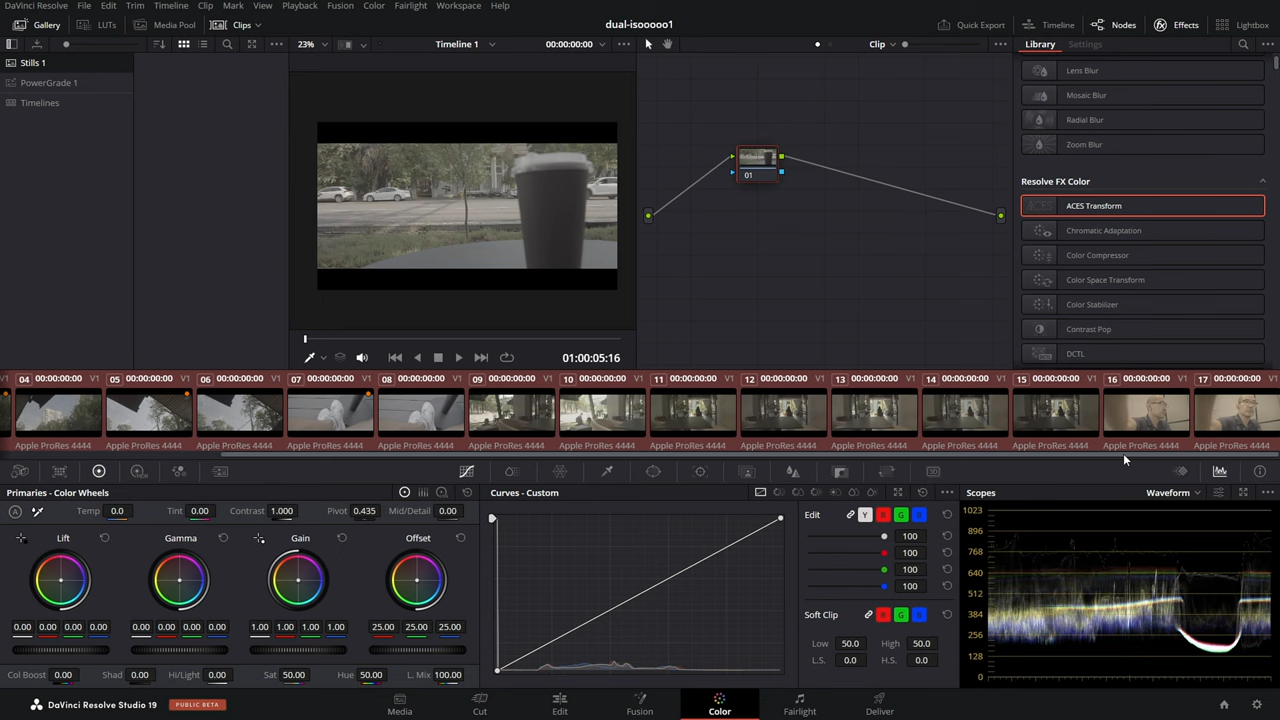 DaVinci Resolve File Edit Trim Timeline Clip Mark View Playback Fusion Color Fairlight Workspace Help
Gallery LUTs Media Pool Clips dual-isooooo1 Quick Export Timeline Nodes Effects Lightbox
23% Timeline 1 00:00:00:00 Clip Library Settings
Stills 1
PowerGrade 1
Timelines
Lens Blur
Mosaic Blur
Radial Blur
Zoom Blur
01
Resolve FX Color
ACES Transform
Chromatic Adaptation
Color Compressor
Color Space Transform
Color Stabilizer
Contrast Pop
DCTL
01:00:05:16
V1 04 00:00:00:00 V1 05 00:00:00:00 V1 06 00:00:00:00 V1 07 00:00:00:00 V1 08 00:00:00:00 V1 09 00:00:00:00 V1 10 00:00:00:00 V1 11 00:00:00:00 V1 12 00:00:00:00 V1 13 00:00:00:00 V1 14 00:00:00:00 V1 15 00:00:00:00 V1 16 00:00:00:00 V1 17 00:00:00:00 V1
Apple ProRes 4444 Apple ProRes 4444 Apple ProRes 4444 Apple ProRes 4444 Apple ProRes 4444 Apple ProRes 4444 Apple ProRes 4444 Apple ProRes 4444 Apple ProRes 4444 Apple ProRes 4444 Apple ProRes 4444 Apple ProRes 4444 Apple ProRes 4444 Apple ProRes 4444
Primaries - Color Wheels
Temp 0.0 Tint 0.00 Contrast 1.000 Pivot 0.435 Mid/Detail 0.00
Lift Gamma Gain Offset
0.00 0.00 0.00 0.00 0.00 0.00 0.00 0.00 1.00 1.00 1.00 1.00 25.00 25.00 25.00
Col Boost 0.00 Shad 0.00 Hi/Light 0.00 Sat 50.00 Hue 50.00 L. Mix 100.00
Curves - Custom
Edit Y R G B
100
100
100
100
Soft Clip R G B
Low 50.0 High 50.0
L.S. 0.0 H.S. 0.0
Scopes Waveform
1023
896
768
640
512
384
256
128
0
DaVinci Resolve Studio 19 PUBLIC BETA
Media Cut Edit Fusion Color Fairlight Deliver